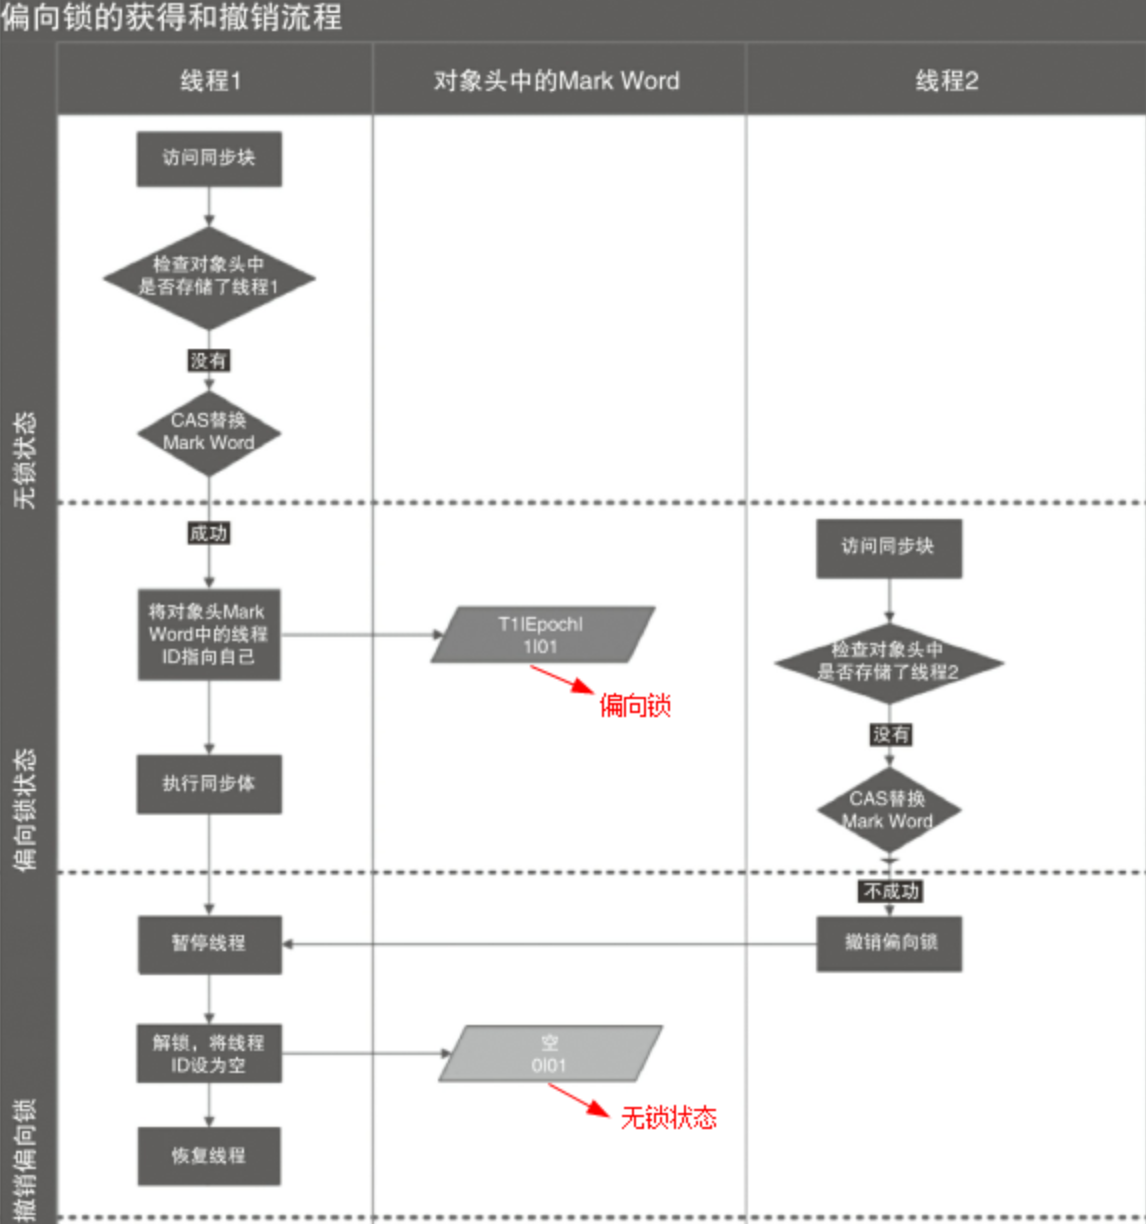 偏向锁的获得和撤销流程
线程1
对象头中的Mark Word
线程2
无锁状态
访问同步块
检查对象头中
是否存储了线程1
没有
CAS替换
Mark Word
偏向锁状态
成功
将对象头Mark
Word中的线程
ID指向自己
T1|Epoch|
1|01
偏向锁
执行同步体
访问同步块
检查对象头中
是否存储了线程2
没有
CAS替换
Mark Word
不成功
撤销偏向锁
撤销偏向锁
暂停线程
解锁，将线程
ID设为空
空
0|01
无锁状态
恢复线程